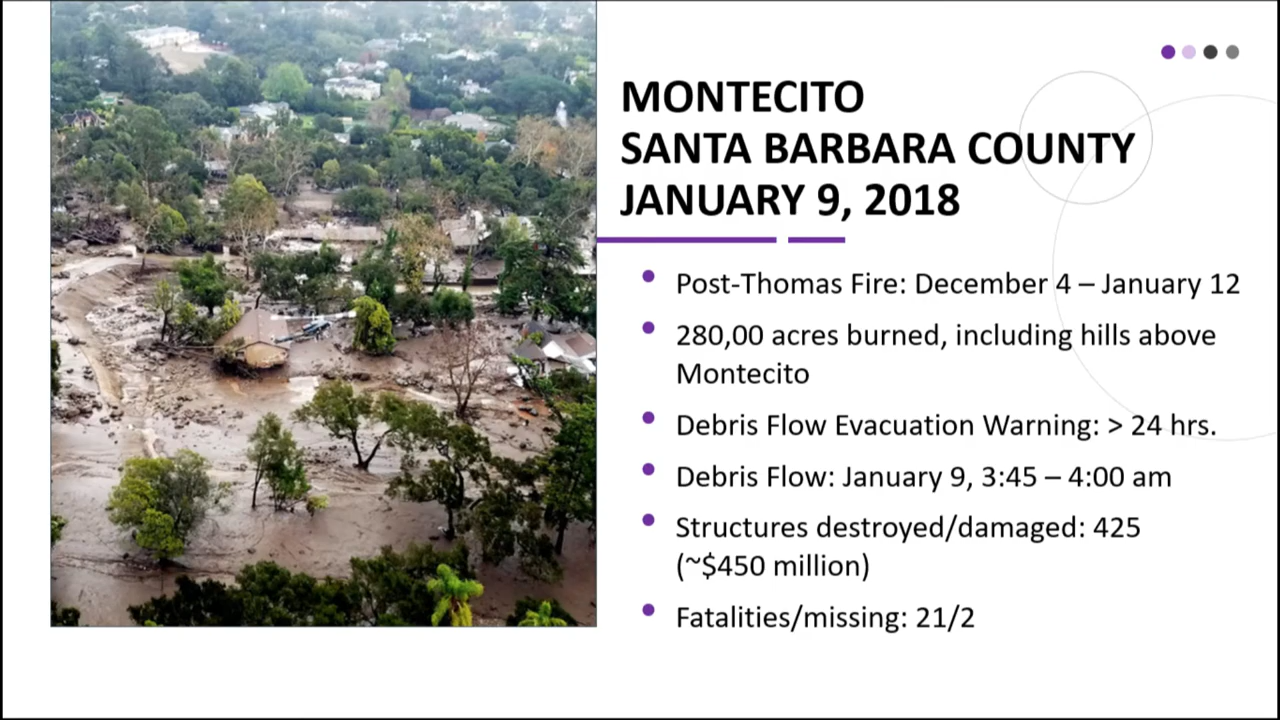 MONTECITO
SANTA BARBARA COUNTY
JANUARY 9, 2018
Post-Thomas Fire: December 4 – January 12
280,00 acres burned, including hills above
Montecito
Debris Flow Evacuation Warning: > 24 hrs.
Debris Flow: January 9, 3:45 – 4:00 am
Structures destroyed/damaged: 425
(~$450 million)
Fatalities/missing: 21/2